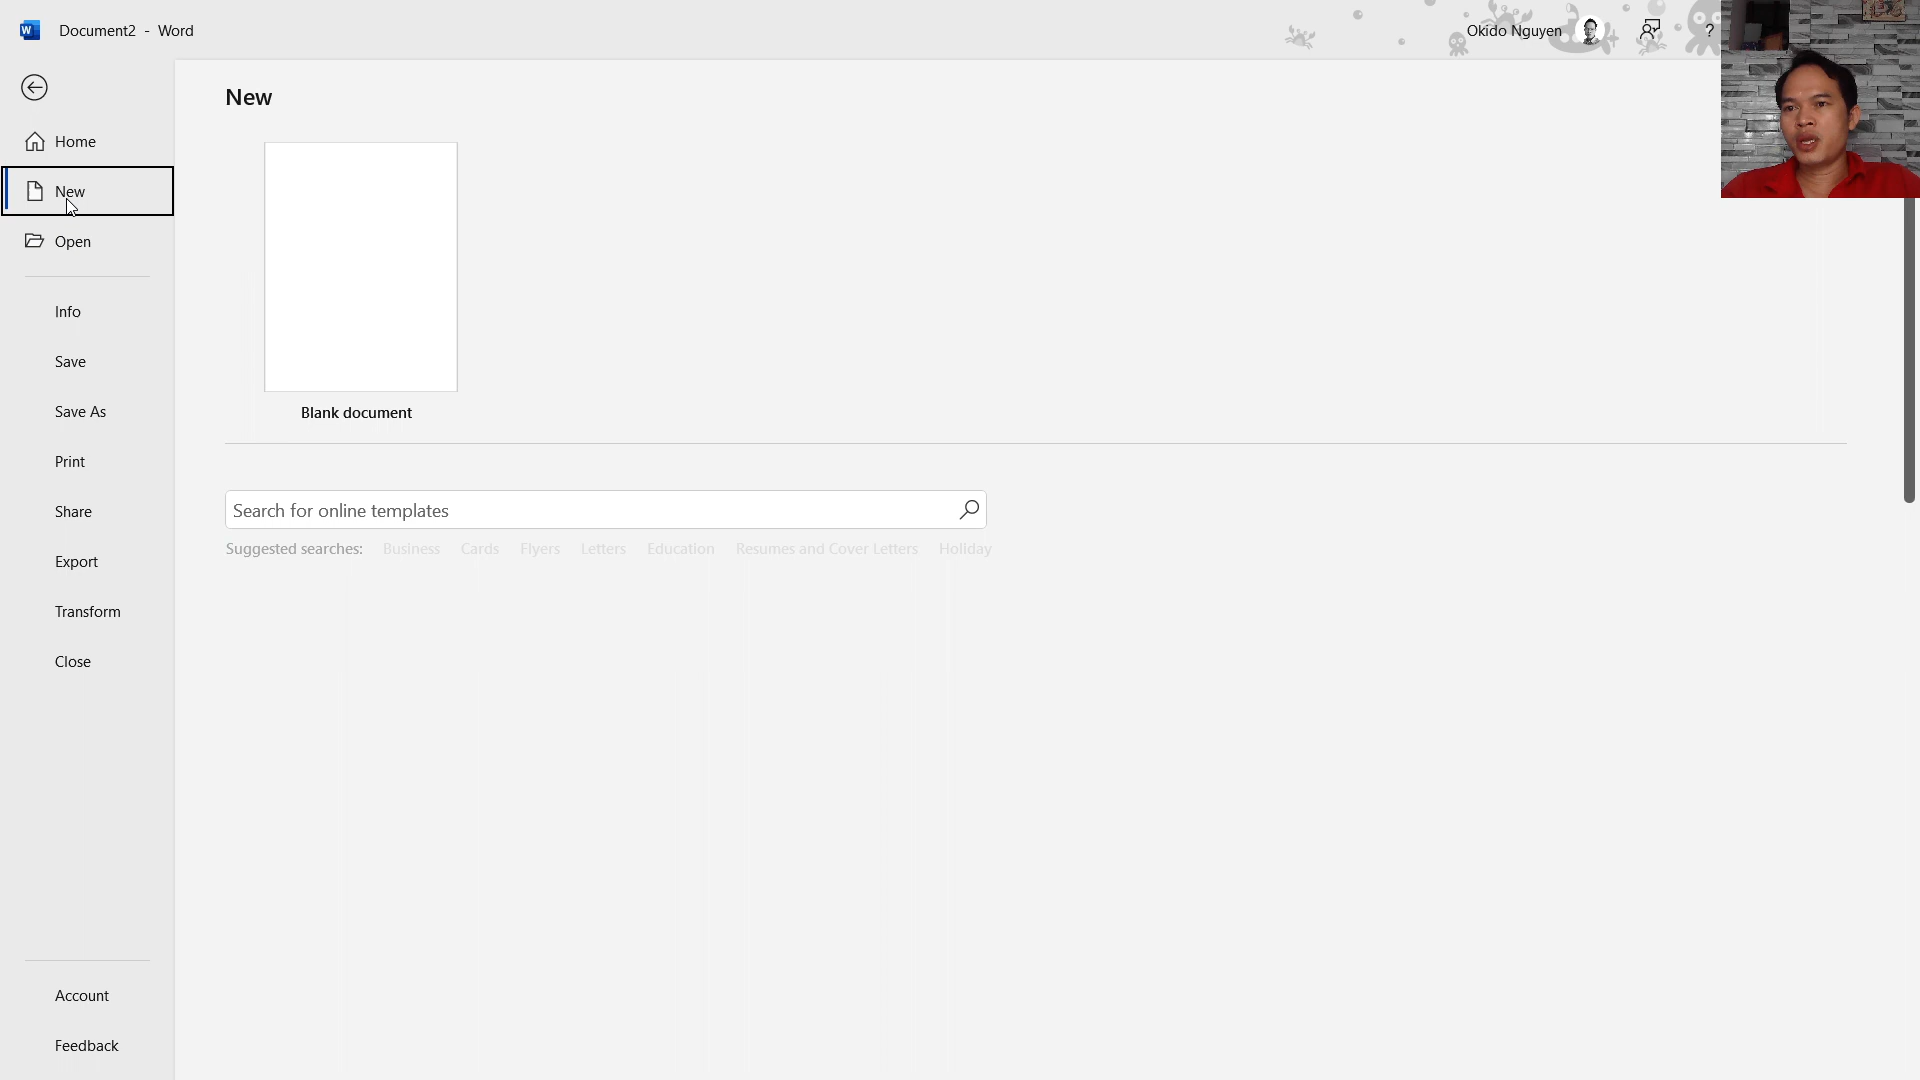 Document2 - Word
Okido Nguyen
?
Home
New
Open
Info
Save
Save As
Print
Share
Export
Transform
Close
Account
Feedback
New
Blank document
Search for online templates
Suggested searches: Business Cards Flyers Letters Education Resumes and Cover Letters Holiday